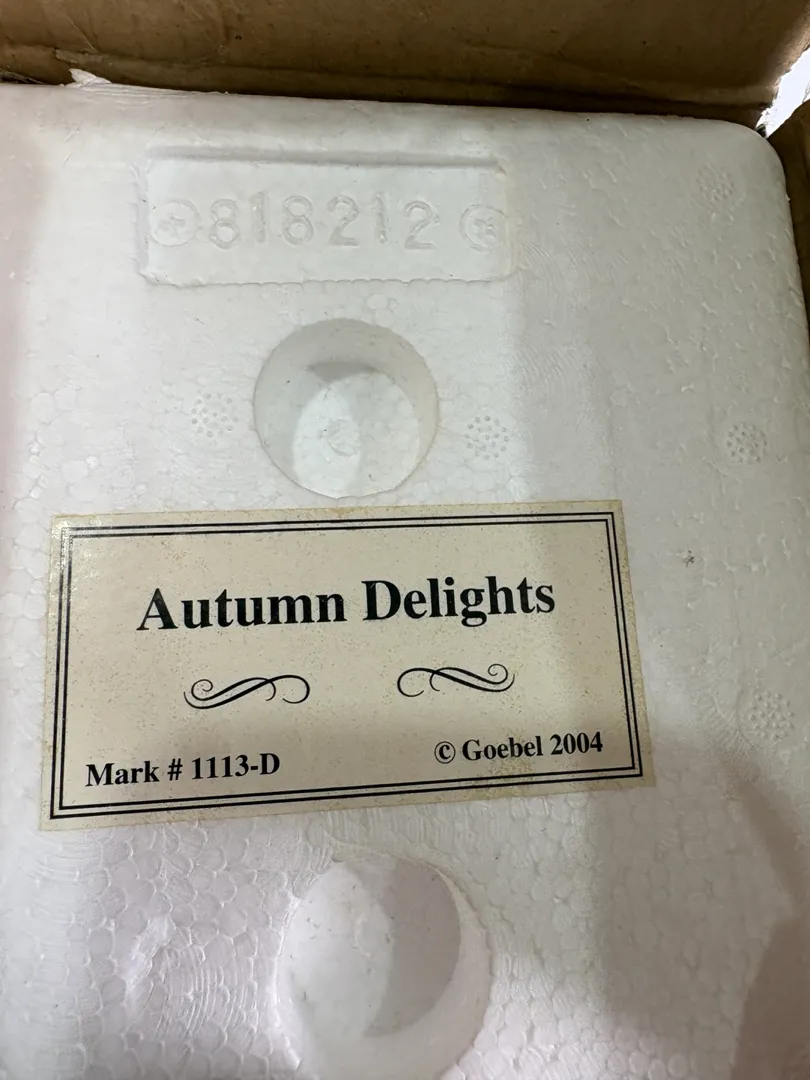 818212
Autumn Delights
Mark # 1113-D
© Goebel 2004